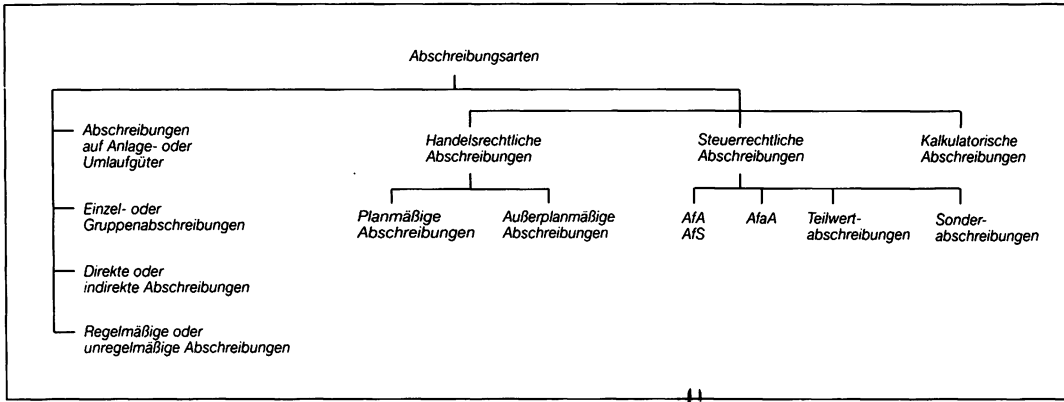 Abschreibungsarten
Abschreibungen
auf Anlage- oder
Umlaufgüter
Einzel- oder
Gruppenabschreibungen
Direkte oder
indirekte Abschreibungen
Regelmäßige oder
unregelmäßige Abschreibungen
Handelsrechtliche
Abschreibungen
Planmäßige
Abschreibungen
Außerplanmäßige
Abschreibungen
Steuerrechtliche
Abschreibungen
AfA
AfS
AfaA
Teilwert-
abschreibungen
Sonder-
abschreibungen
Kalkulatorische
Abschreibungen